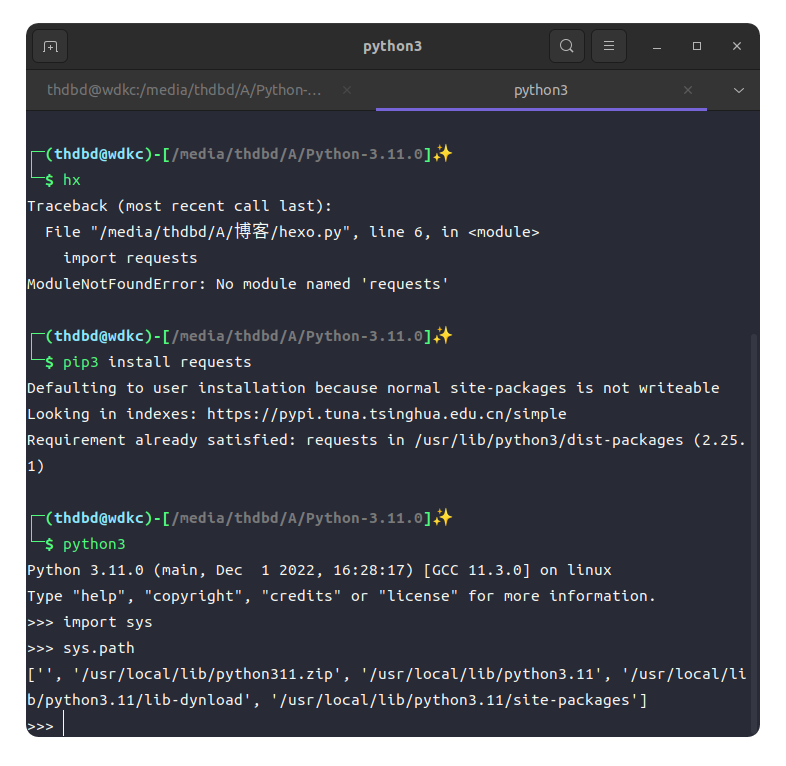 python3
thdbd@wdkc:/media/thdbd/A/Python-...
python3
(thdbd@wdkc)-[/media/thdbd/A/Python-3.11.0]✨
$ hx
Traceback (most recent call last):
File "/media/thdbd/A/博客/hexo.py", line 6, in <module>
import requests
ModuleNotFoundError: No module named 'requests'
(thdbd@wdkc)-[/media/thdbd/A/Python-3.11.0]✨
$ pip3 install requests
Defaulting to user installation because normal site-packages is not writeable
Looking in indexes: https://pypi.tuna.tsinghua.edu.cn/simple
Requirement already satisfied: requests in /usr/lib/python3/dist-packages (2.25.
1)
(thdbd@wdkc)-[/media/thdbd/A/Python-3.11.0]✨
$ python3
Python 3.11.0 (main, Dec  1 2022, 16:28:17) [GCC 11.3.0] on linux
Type "help", "copyright", "credits" or "license" for more information.
>>> import sys
>>> sys.path
['', '/usr/local/lib/python311.zip', '/usr/local/lib/python3.11', '/usr/local/li
b/python3.11/lib-dynload', '/usr/local/lib/python3.11/site-packages']
>>>